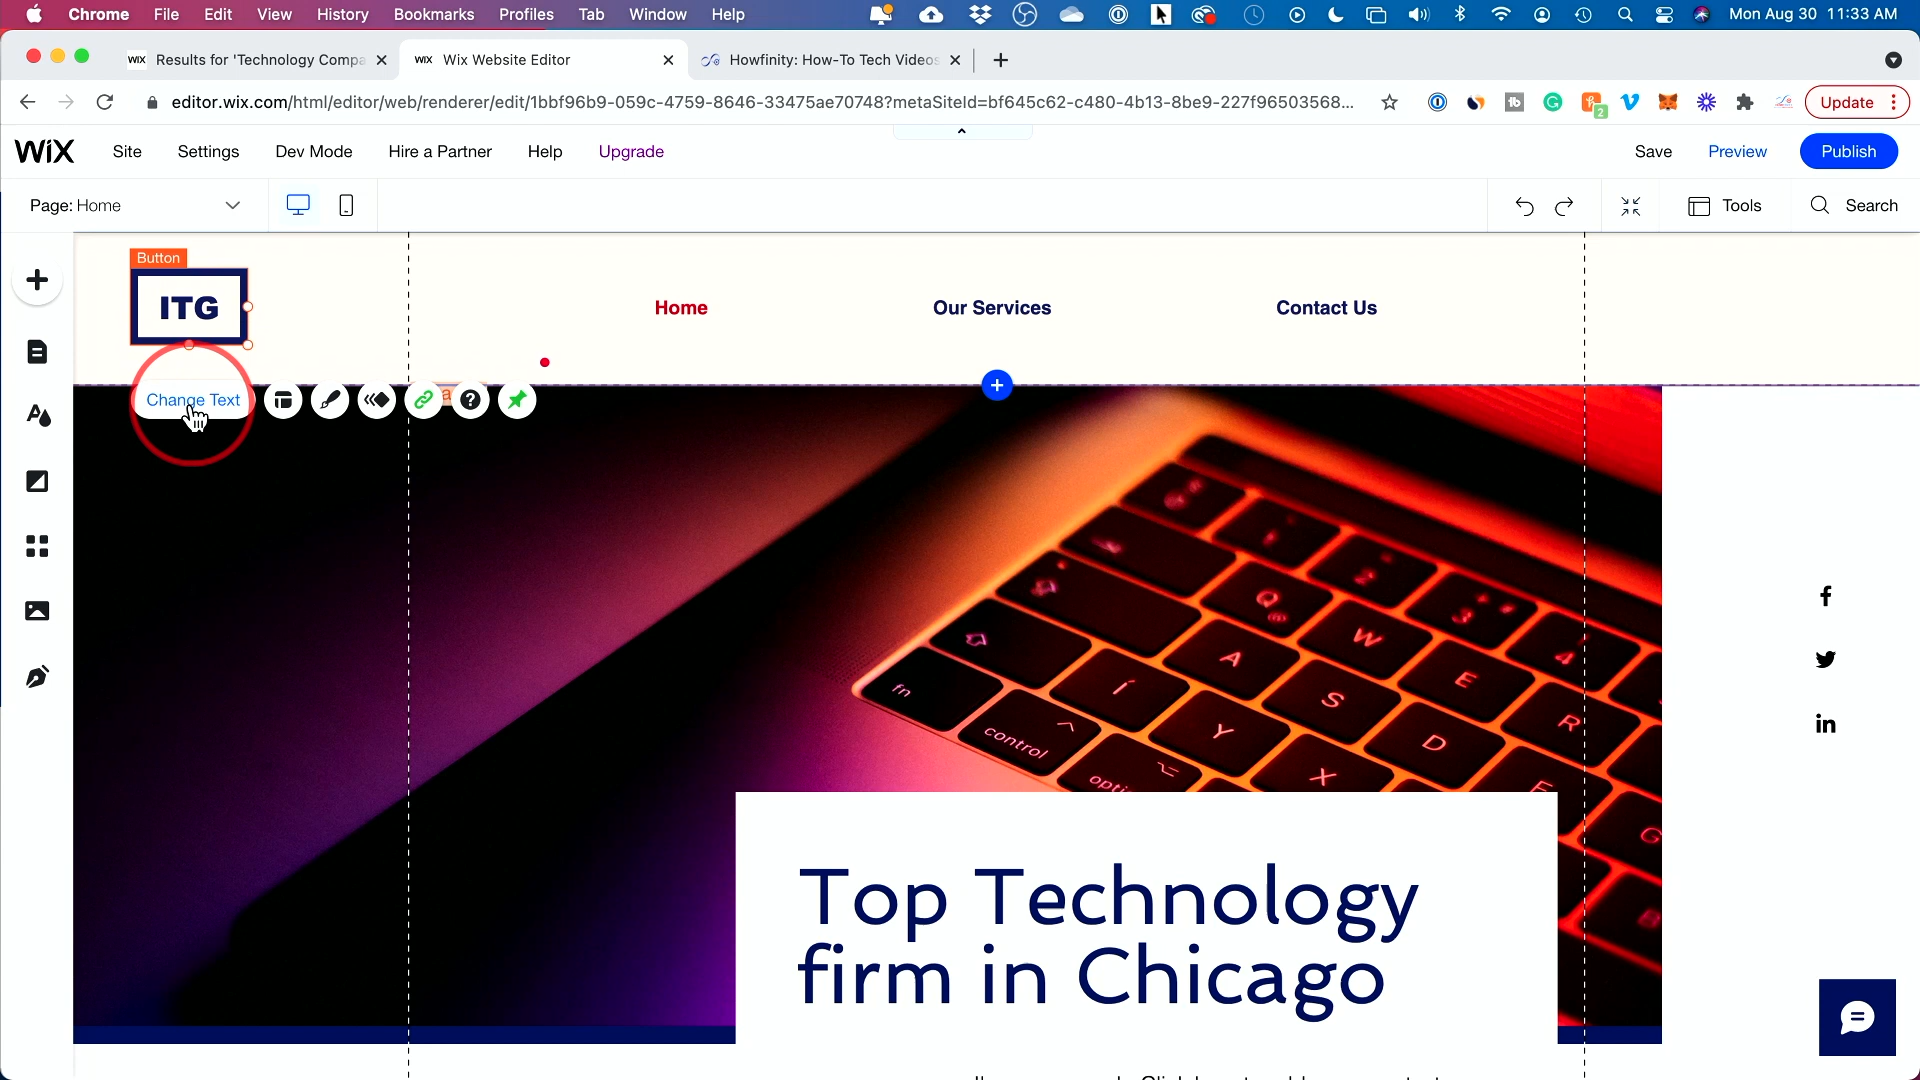 Chrome File Edit View History Bookmarks Profiles Tab Window Help Mon Aug 30 11:33 AM
WIX Results for 'Technology Compa WIX Wix Website Editor Howfinity: How-To Tech Videos
editor.wix.com/html/editor/web/renderer/edit/1bbf96b9-059c-4759-8646-33475ae70748?metaSiteId=bf645c62-c480-4b13-8be9-227f96503568... tb 2 Update
WiX Site Settings Dev Mode Hire a Partner Help Upgrade Save Preview Publish
Page: Home Tools Search
Button
ITG Home Our Services Contact Us
Change Text
Q W
A E R
fn S
control Y D
X F G
Top Technology
firm in Chicago